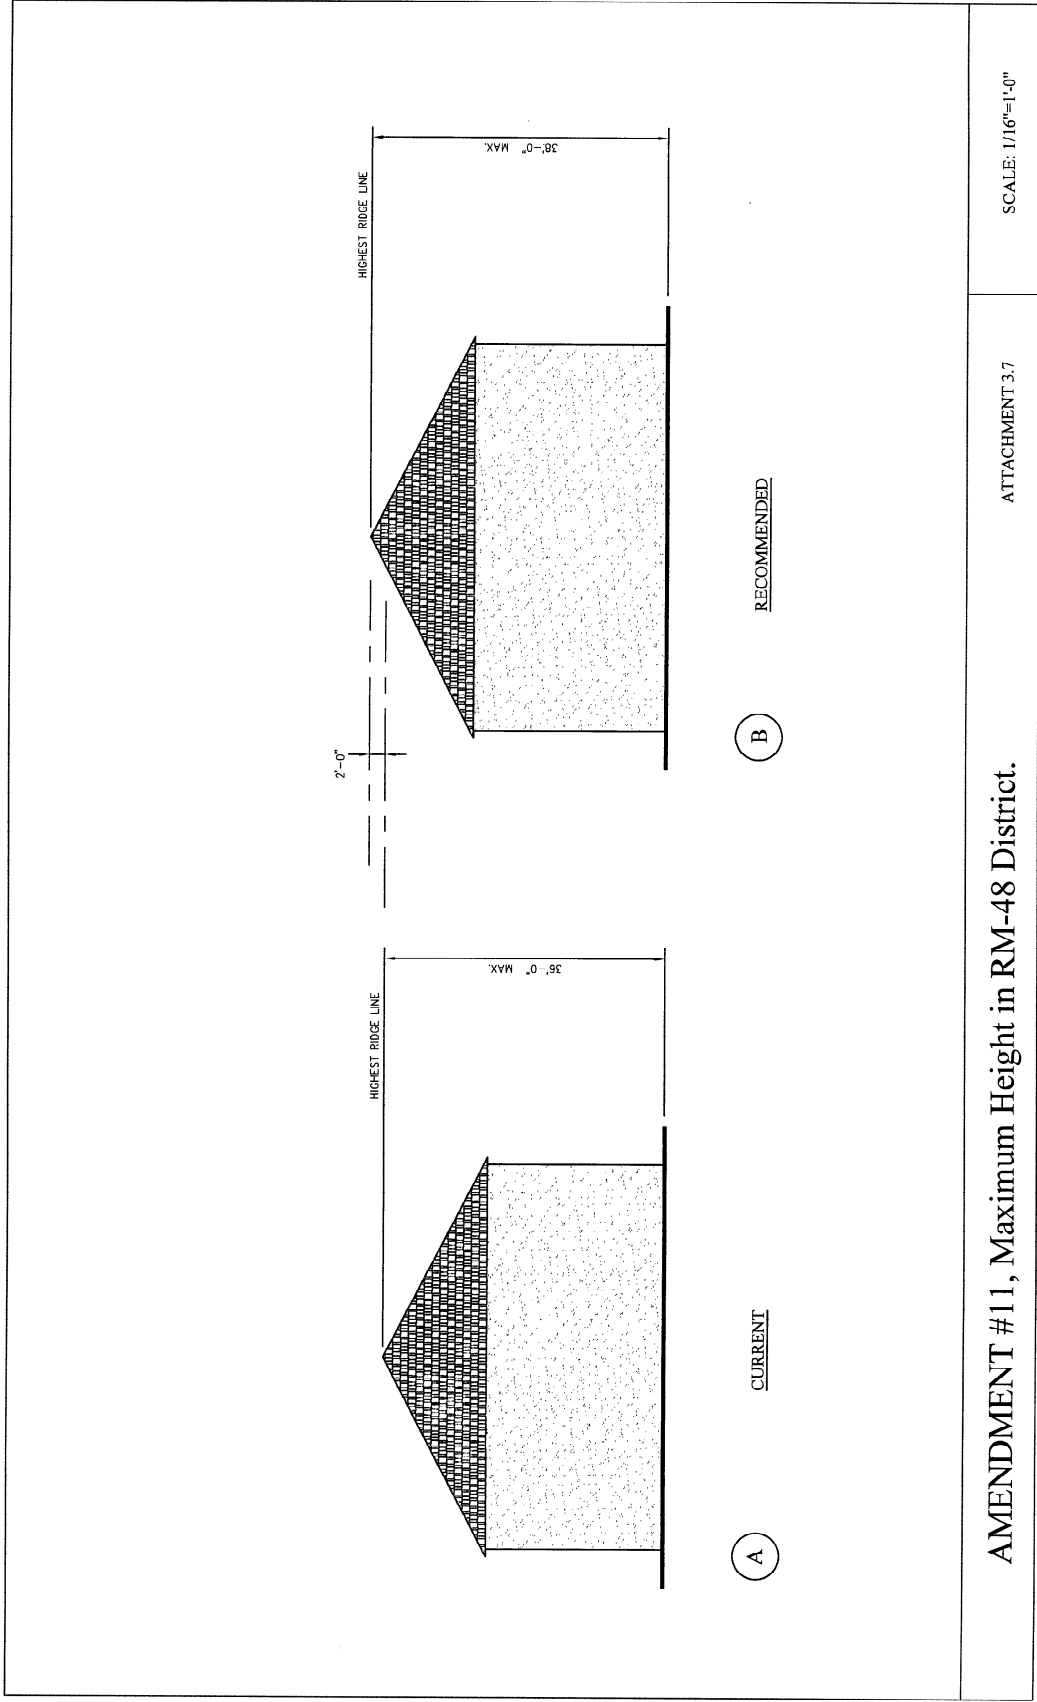 HIGHEST RIDGE LINE
36'-0" MAX.
2'-0"
HIGHEST RIDGE LINE
38'-0" MAX.
A
CURRENT
B
RECOMMENDED
AMENDMENT #11, Maximum Height in RM-48 District.
ATTACHMENT 3.7
SCALE: 1/16"=1'-0"